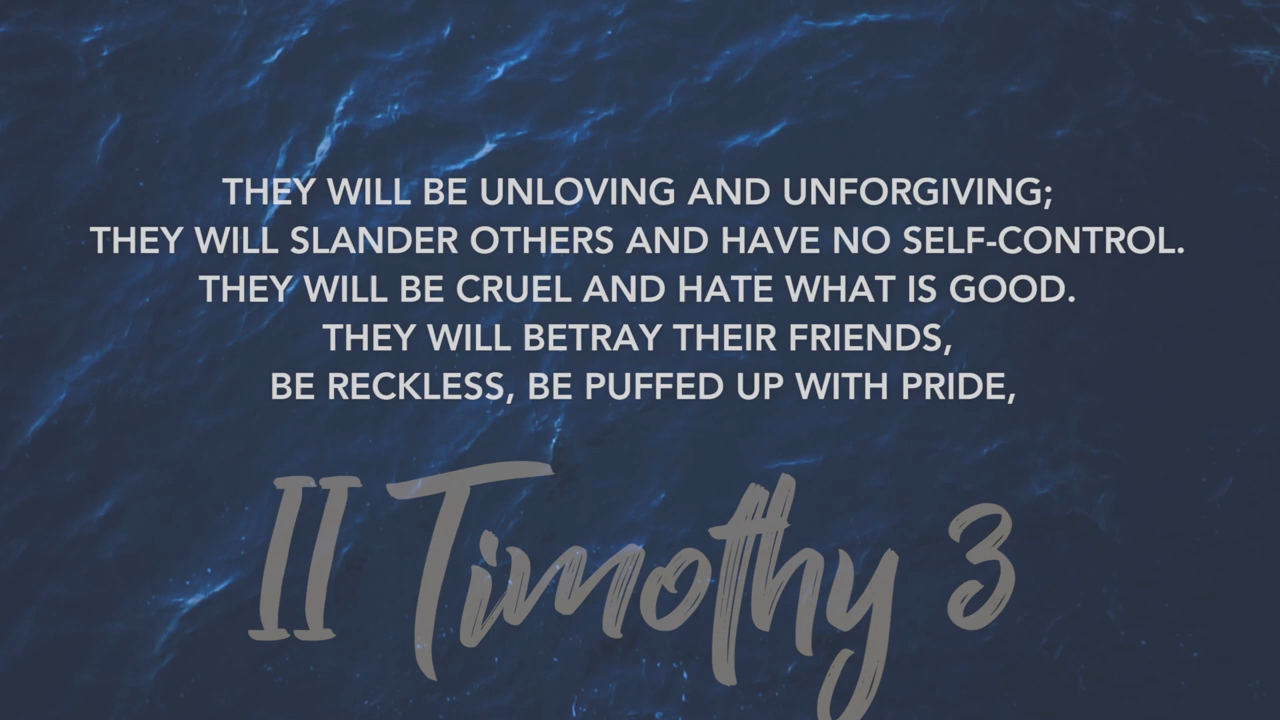 THEY WILL BE UNLOVING AND UNFORGIVING;
THEY WILL SLANDER OTHERS AND HAVE NO SELF-CONTROL.
THEY WILL BE CRUEL AND HATE WHAT IS GOOD.
THEY WILL BETRAY THEIR FRIENDS,
BE RECKLESS, BE PUFFED UP WITH PRIDE,
II Timothy 3